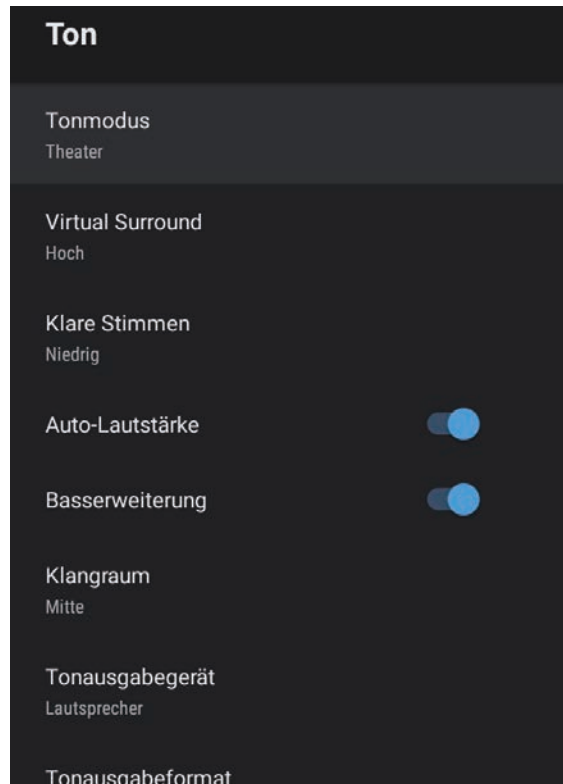 Ton
Tonmodus
Theater
Virtual Surround
Hoch
Klare Stimmen
Niedrig
Auto-Lautstärke
Basserweiterung
Klangraum
Mitte
Tonausgabegerät
Lautsprecher
Tonausgabeformat